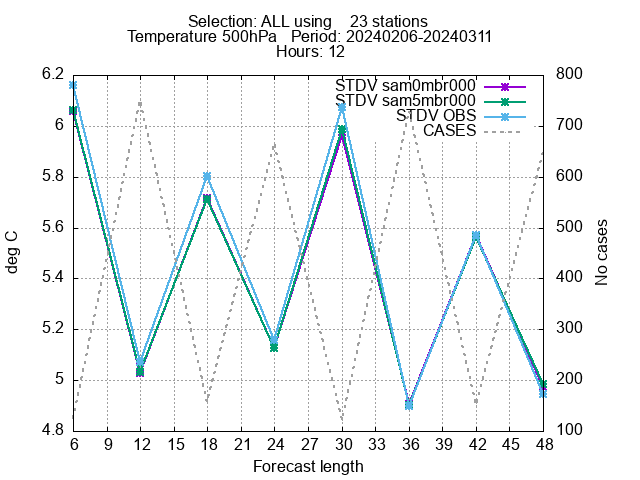 Selection: ALL using    23 stations
Temperature 500hPa   Period: 20240206-20240311
Hours: 12
STDV sam0mbr000
STDV sam5mbr000
STDV OBS
CASES
deg C
6.2
6
5.8
5.6
5.4
5.2
5
4.8
800
700
600
500
400
300
200
100
No cases
6 9 12 15 18 21 24 27 30 33 36 39 42 45 48
Forecast length